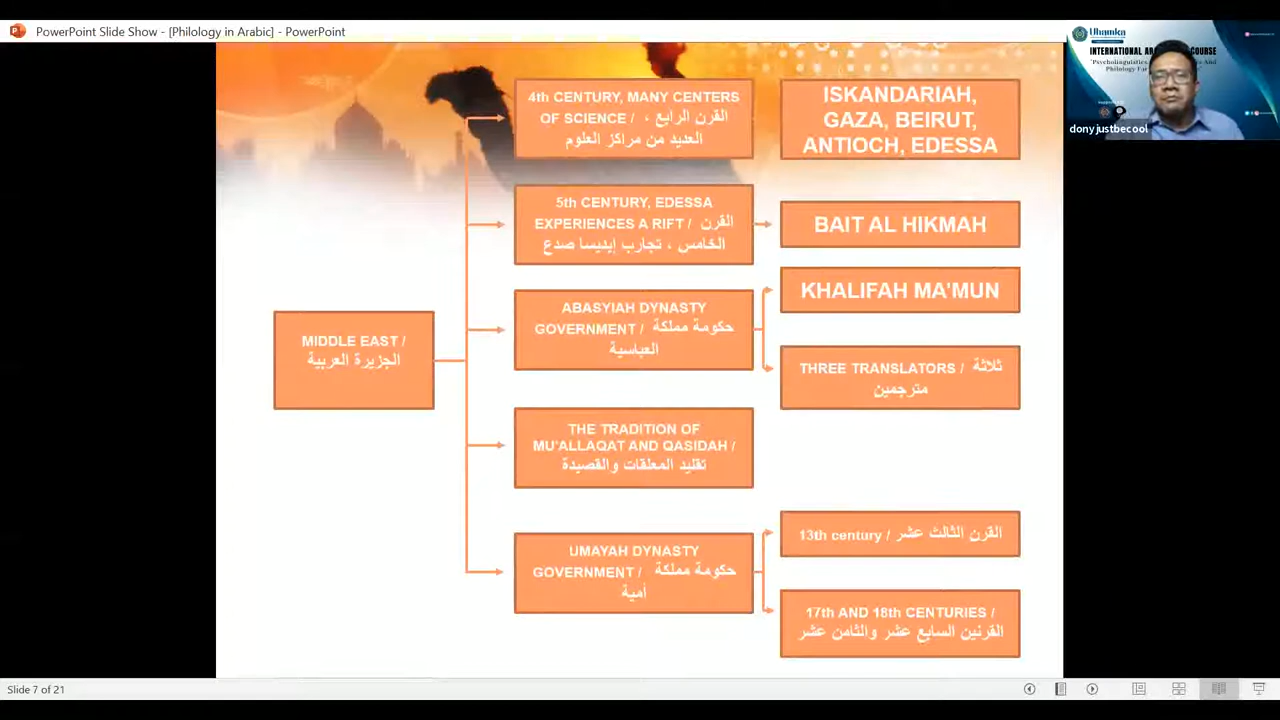 PowerPoint Slide Show - [Philology in Arabic] - PowerPoint
Uhamka
donyjustbecool
4th CENTURY, MANY CENTERS
OF SCIENCE / القرن الرابع ،
العديد من مراكز العلوم
ISKANDARIAH,
GAZA, BEIRUT,
ANTIOCH, EDESSA
5th CENTURY, EDESSA
EXPERIENCES A RIFT / القرن
الخامس ، تجارب إيديسا صدع
BAIT AL HIKMAH
ABASYIAH DYNASTY
GOVERNMENT / حكومة مملكة
العباسية
KHALIFAH MA'MUN
THREE TRANSLATORS / ثلاثة
مترجمين
MIDDLE EAST /
الجزيرة العربية
THE TRADITION OF
MU'ALLAQAT AND QASIDAH /
تقليد المعلقات والقصيدة
UMAYAH DYNASTY
GOVERNMENT / حكومة مملكة
أمية
13th century / القرن الثالث عشر
17th AND 18th CENTURIES /
القرنين السابع عشر والثامن عشر
Slide 7 of 21